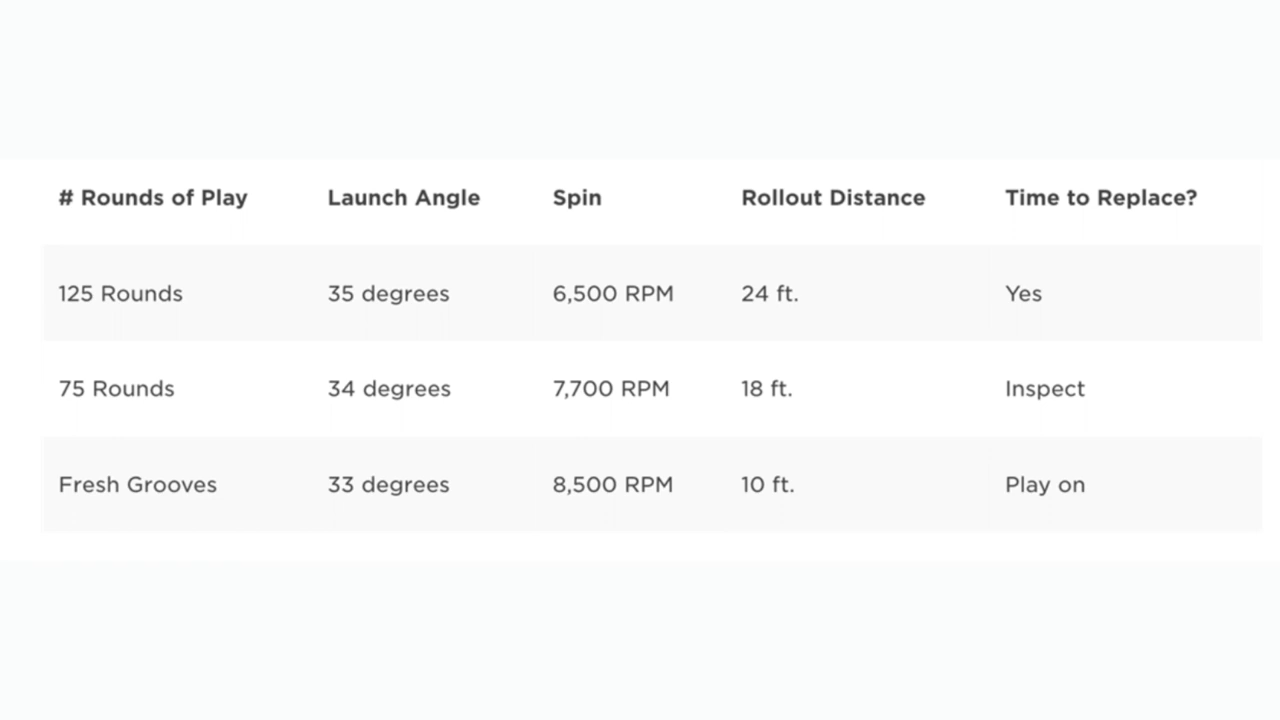 # Rounds of Play Launch Angle Spin Rollout Distance Time to Replace?
125 Rounds 35 degrees 6,500 RPM 24 ft. Yes
75 Rounds 34 degrees 7,700 RPM 18 ft. Inspect
Fresh Grooves 33 degrees 8,500 RPM 10 ft. Play on